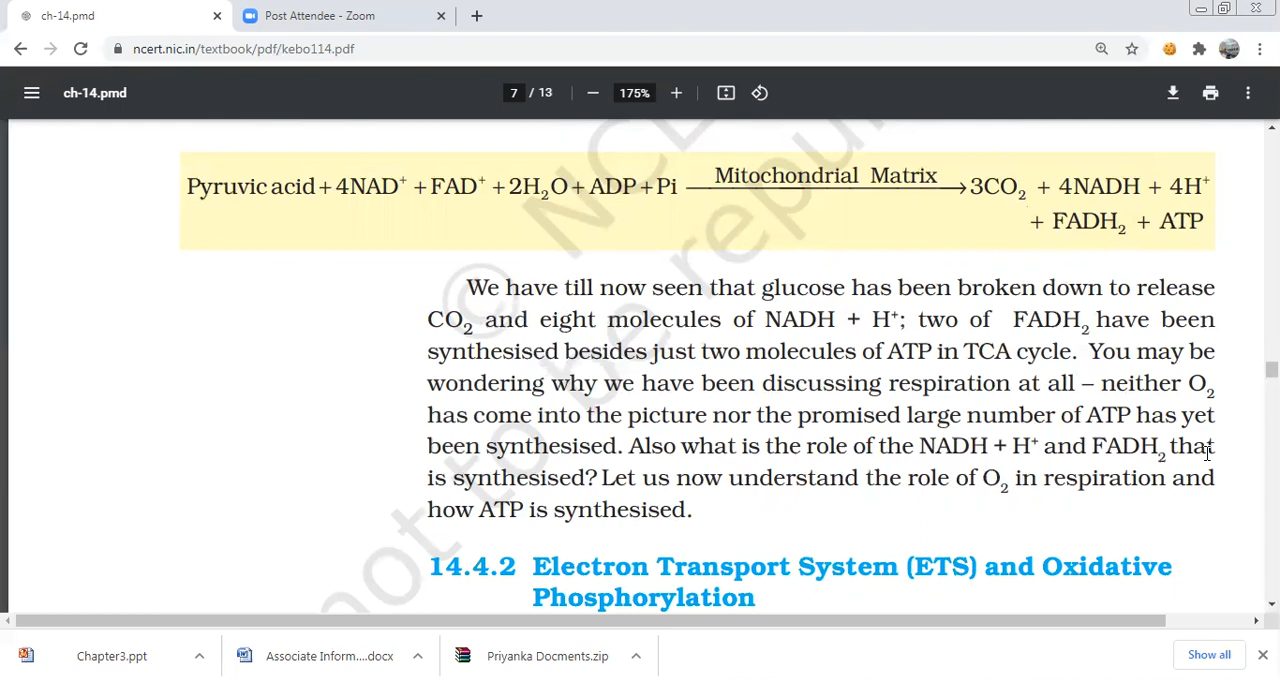 ch-14.pmd
Post Attendee - Zoom
ncert.nic.in/textbook/pdf/kebo114.pdf
ch-14.pmd
7 / 13
175%
Mitochondrial Matrix
Pyruvic acid + 4NAD⁺ + FAD⁺ + 2H₂O + ADP + Pi ⟶ 3CO₂ + 4NADH + 4H⁺
+ FADH₂ + ATP
We have till now seen that glucose has been broken down to release
CO₂ and eight molecules of NADH + H⁺; two of FADH₂ have been
synthesised besides just two molecules of ATP in TCA cycle. You may be
wondering why we have been discussing respiration at all – neither O₂
has come into the picture nor the promised large number of ATP has yet
been synthesised. Also what is the role of the NADH + H⁺ and FADH₂ that
is synthesised? Let us now understand the role of O₂ in respiration and
how ATP is synthesised.
14.4.2 Electron Transport System (ETS) and Oxidative
Phosphorylation
© NCE
not to be repu
Chapter3.ppt
Associate Inform....docx
Priyanka Docments.zip
Show all